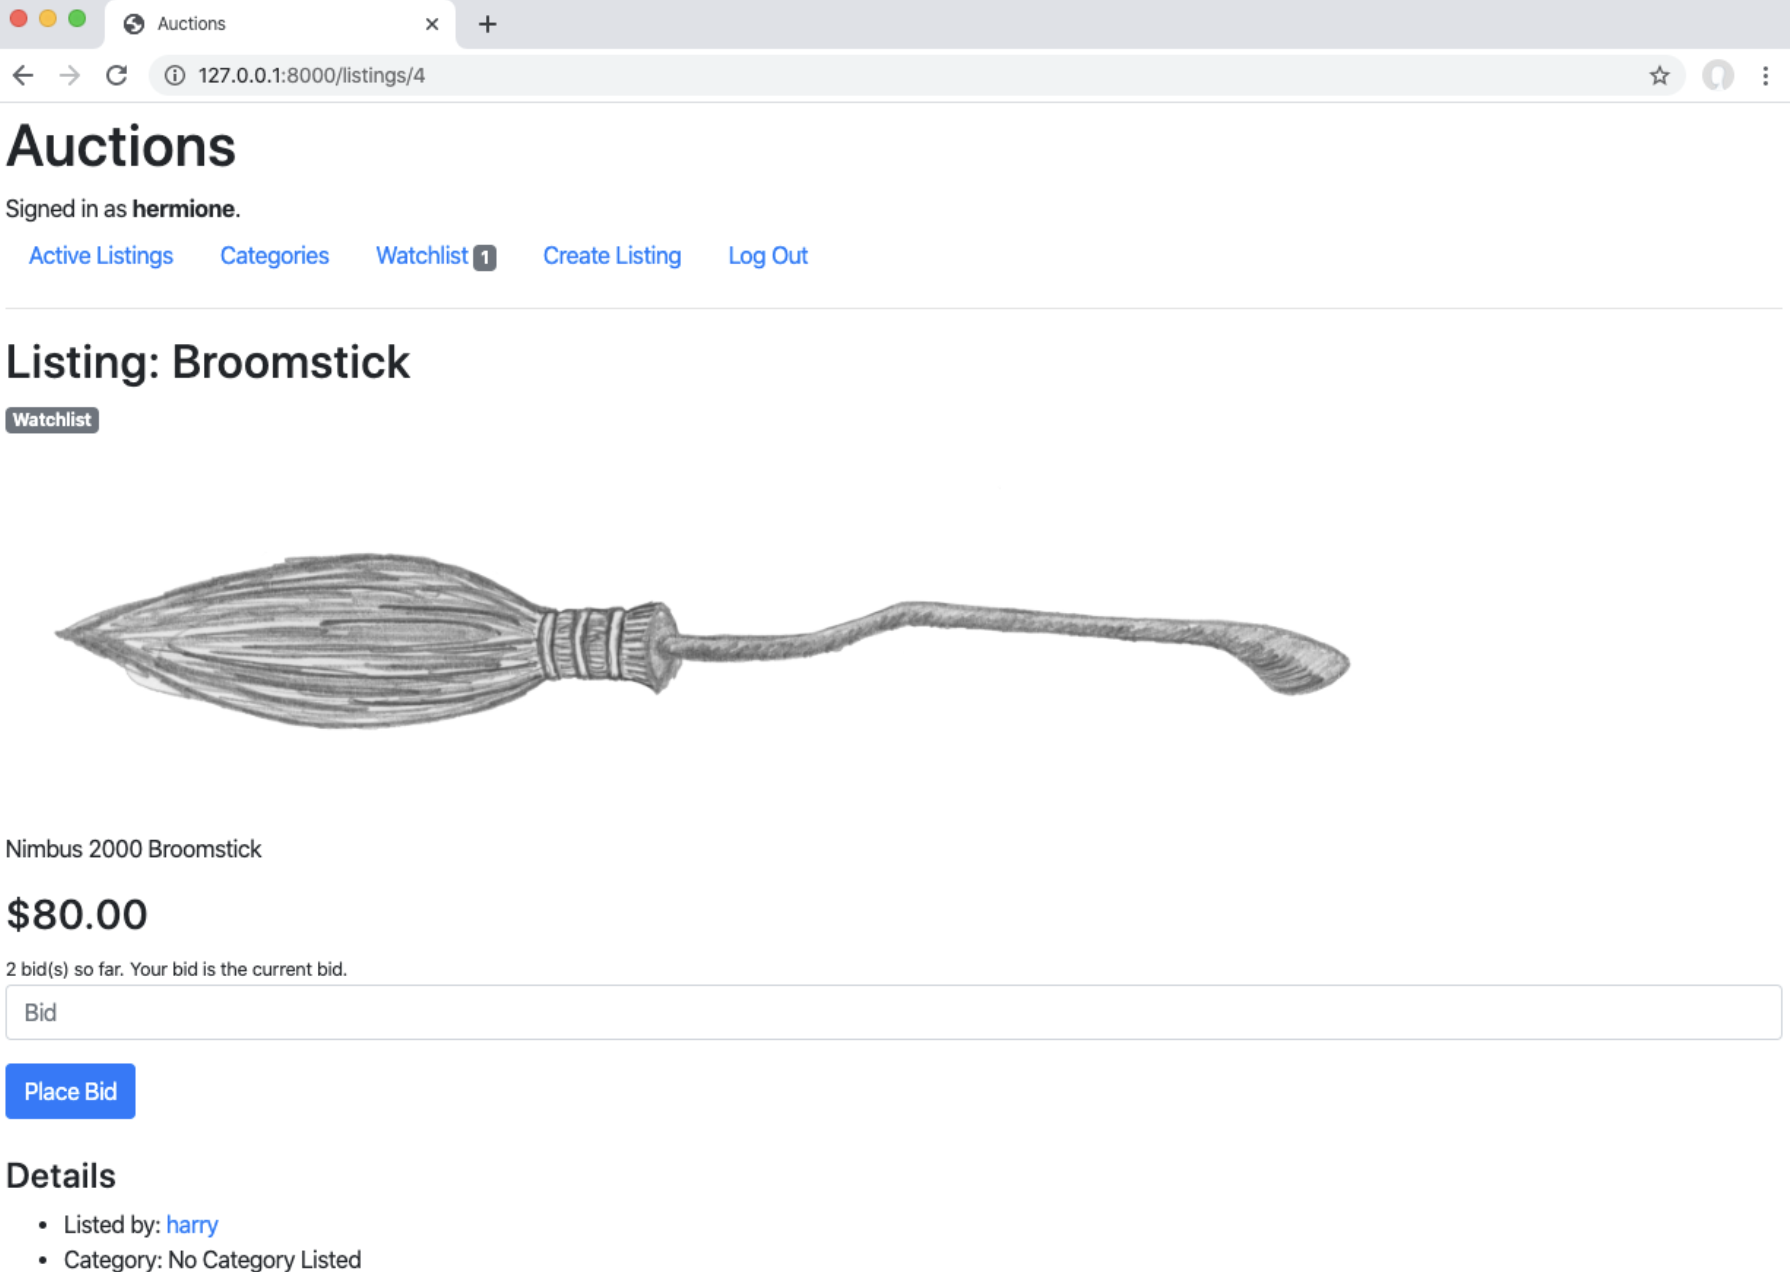 Auctions
127.0.0.1:8000/listings/4
Auctions
Signed in as hermione.
Active Listings Categories Watchlist 1 Create Listing Log Out
Listing: Broomstick
Watchlist
Nimbus 2000 Broomstick
$80.00
2 bid(s) so far. Your bid is the current bid.
Bid
Place Bid
Details
• Listed by: harry
• Category: No Category Listed